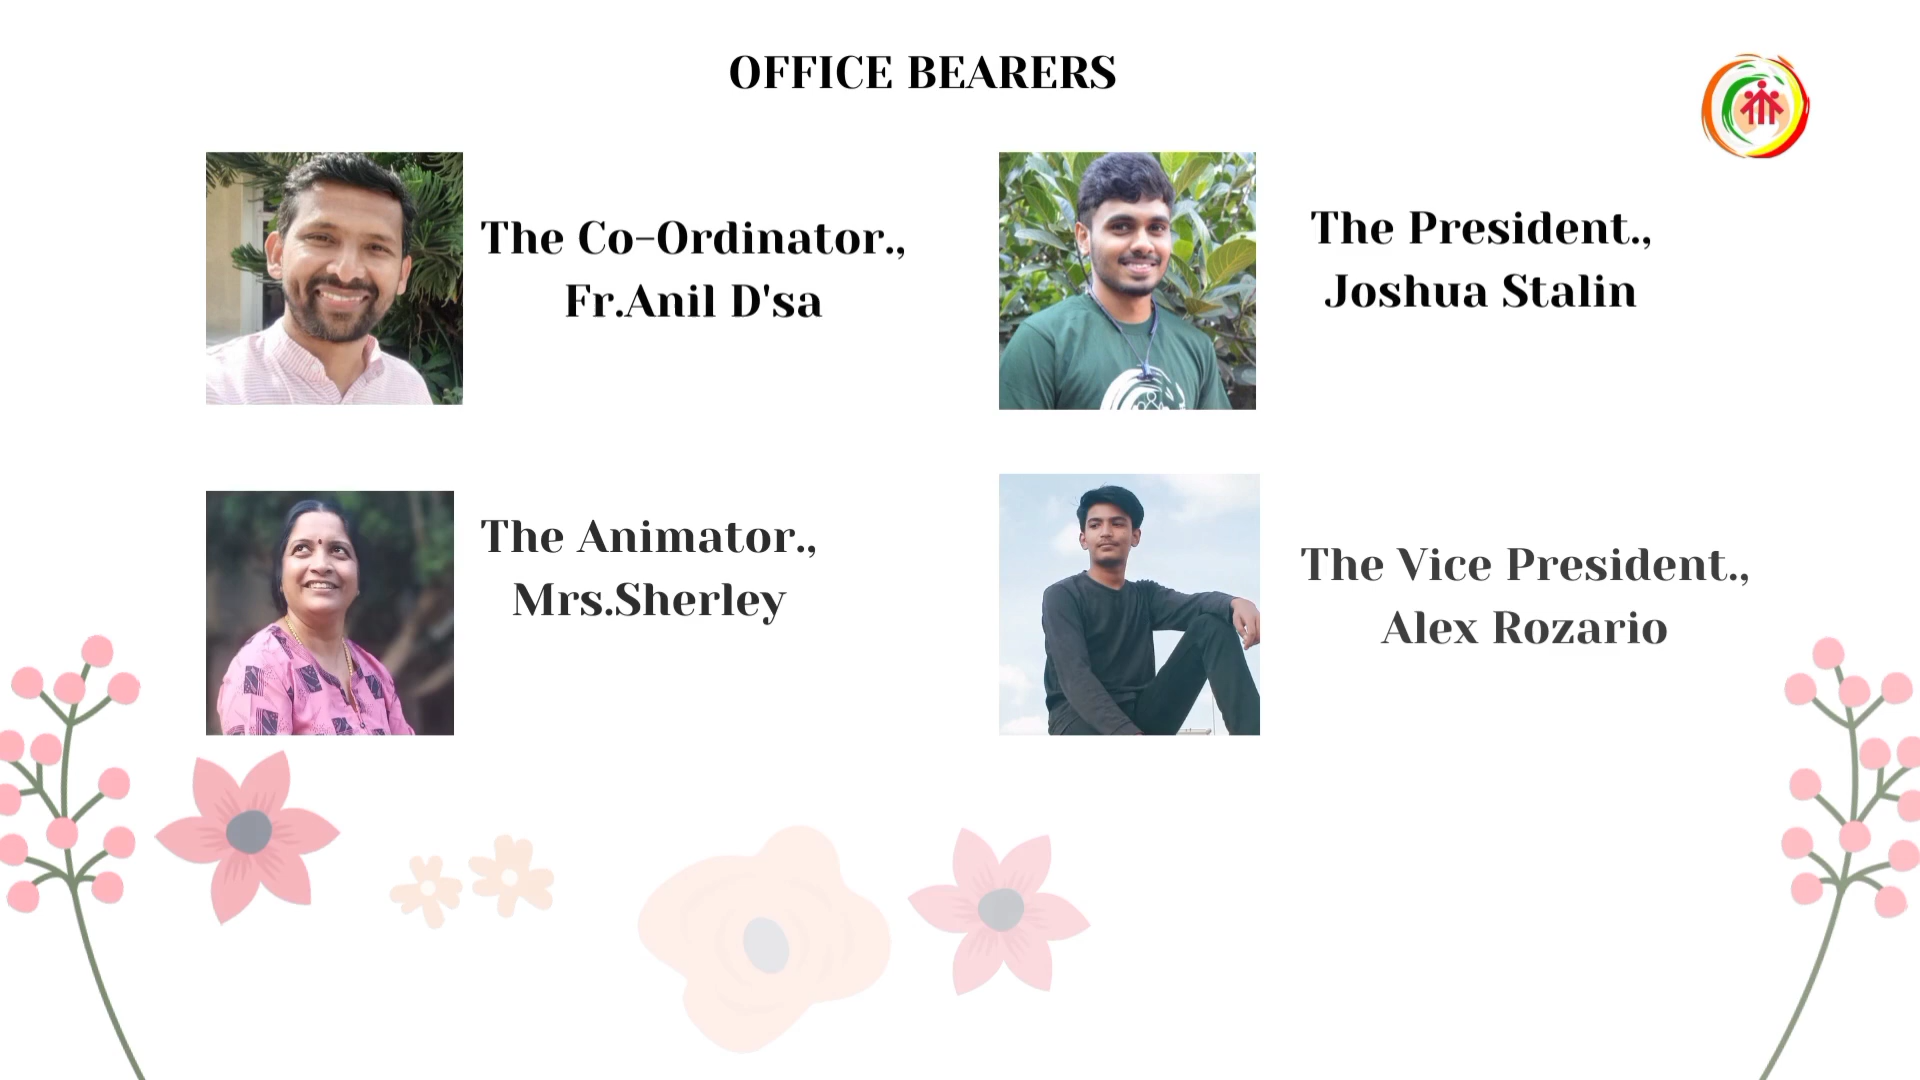 OFFICE BEARERS
The Co-Ordinator.,
Fr.Anil D'sa
The President.,
Joshua Stalin
The Animator.,
Mrs.Sherley
The Vice President.,
Alex Rozario